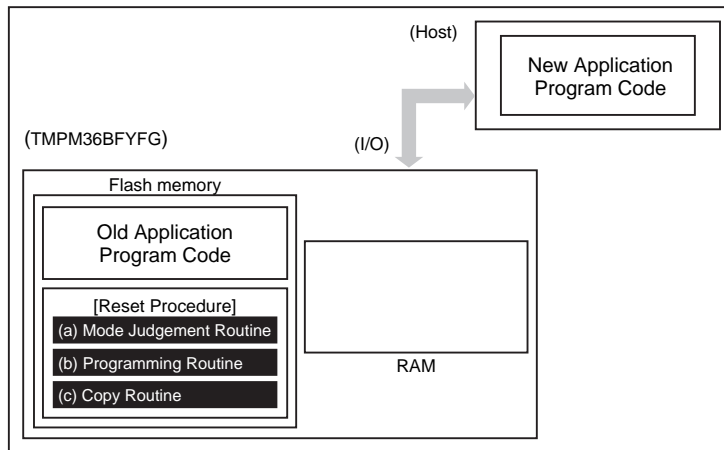 (Host)
New Application
Program Code
(TMPM36BFYFG)
(I/O)
Flash memory
Old Application
Program Code
[Reset Procedure]
(a) Mode Judgement Routine
(b) Programming Routine
(c) Copy Routine
RAM